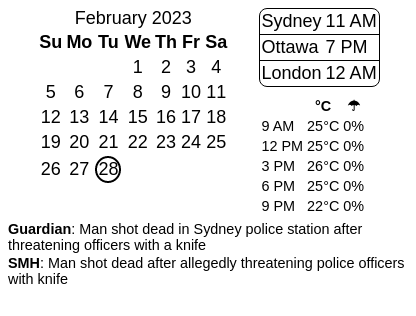 February 2023
Su Mo Tu We Th Fr Sa
1 2 3 4
5 6 7 8 9 10 11
12 13 14 15 16 17 18
19 20 21 22 23 24 25
26 27 28
Sydney 11 AM
Ottawa 7 PM
London 12 AM
°C ☂
9 AM 25°C 0%
12 PM 25°C 0%
3 PM 26°C 0%
6 PM 25°C 0%
9 PM 22°C 0%
Guardian: Man shot dead in Sydney police station after
threatening officers with a knife
SMH: Man shot dead after allegedly threatening police officers
with knife